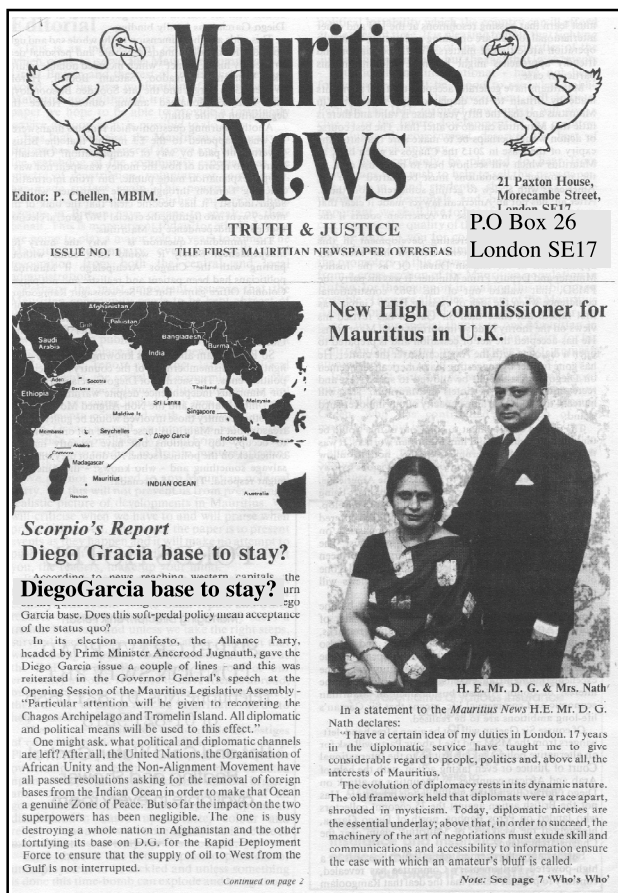 Mauritius
News
Editor: P. Chellen, MBIM.
21 Paxton House,
Morecambe Street,
London SE17
P.O Box 26
London SE17
TRUTH & JUSTICE
ISSUE NO. 1
THE FIRST MAURITIAN NEWSPAPER OVERSEAS
Afghanistan
Pakistan
Gulf
Saudi
Arabia
Bangladesh
Burma
India
Aden
Socotra
Berbera
Thailand
Ethiopia
Sri Lanka
Malaysia
Maldive Is
Singapore
Mombassa
Seychelles
Diego Garcia
Indonesia
Aldabra
Comores
Madagascar
Mauritius
INDIAN OCEAN
Reunion
Australia
Scorpio's Report
Diego Gracia base to stay?
According to news reaching western capitals, the
DiegoGarcia base to stay?
Garcia base. Does this soft-pedal policy mean acceptance
of the status quo?
In its election manifesto, the Alliance Party,
headed by Prime Minister Aneerood Jugnauth, gave the
Diego Garcia issue a couple of lines – and this was
reiterated in the Governor General's speech at the
Opening Session of the Mauritius Legislative Assembly -
"Particular attention will be given to recovering the
Chagos Archipelago and Tromelin Island. All diplomatic
and political means will be used to this effect."
One might ask, what political and diplomatic channels
are left? After all, the United Nations, the Organisation of
African Unity and the Non-Alignment Movement have
all passed resolutions asking for the removal of foreign
bases from the Indian Ocean in order to make that Ocean
a genuine Zone of Peace. But so far the impact on the two
superpowers has been negligible. The one is busy
destroying a whole nation in Afghanistan and the other
fortifying its base on D.G. for the Rapid Deployment
Force to ensure that the supply of oil to West from the
Gulf is not interrupted.
Continued on page 2
New High Commissioner for
Mauritius in U.K.
H. E. Mr. D. G. & Mrs. Nath
In a statement to the Mauritius News H.E. Mr. D. G.
Nath declares:
"I have a certain idea of my duties in London. 17 years
in the diplomatic service have taught me to give
considerable regard to people, politics and, above all, the
interests of Mauritius.
The evolution of diplomacy rests in its dynamic nature.
The old framework held that diplomats were a race apart,
shrouded in mysticism. Today, diplomatic niceties are
the essential underlay; above that, in order to succeed, the
machinery of the art of negotiations must exude skill and
communications and accessibility to information ensure
the case with which an amateur's bluff is called.
Note: See page 7 'Who's Who'